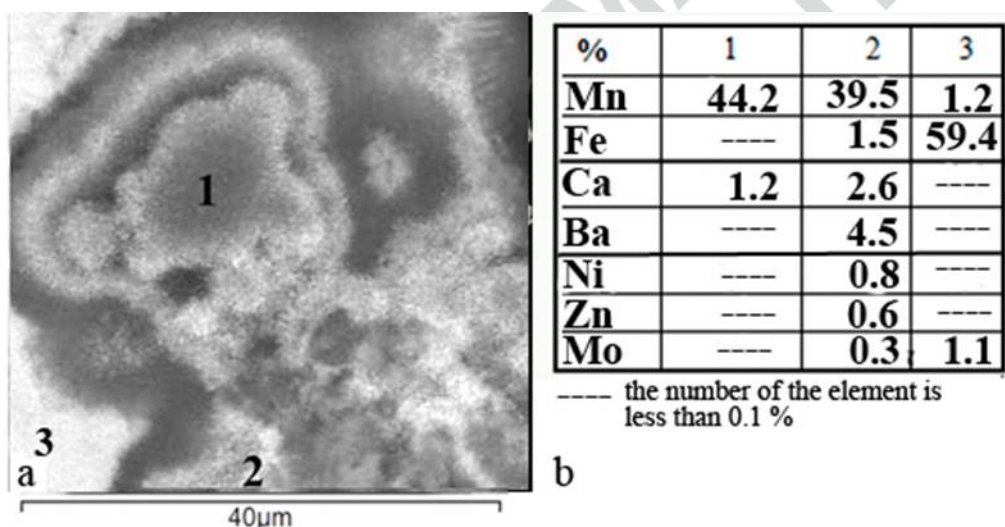 1
3
a
2
40µm
% 1 2 3
Mn 44.2 39.5 1.2
Fe ---- 1.5 59.4
Ca 1.2 2.6 ----
Ba ---- 4.5 ----
Ni ---- 0.8 ----
Zn ---- 0.6 ----
Mo ---- 0.3 1.1
---- the number of the element is
less than 0.1 %
b